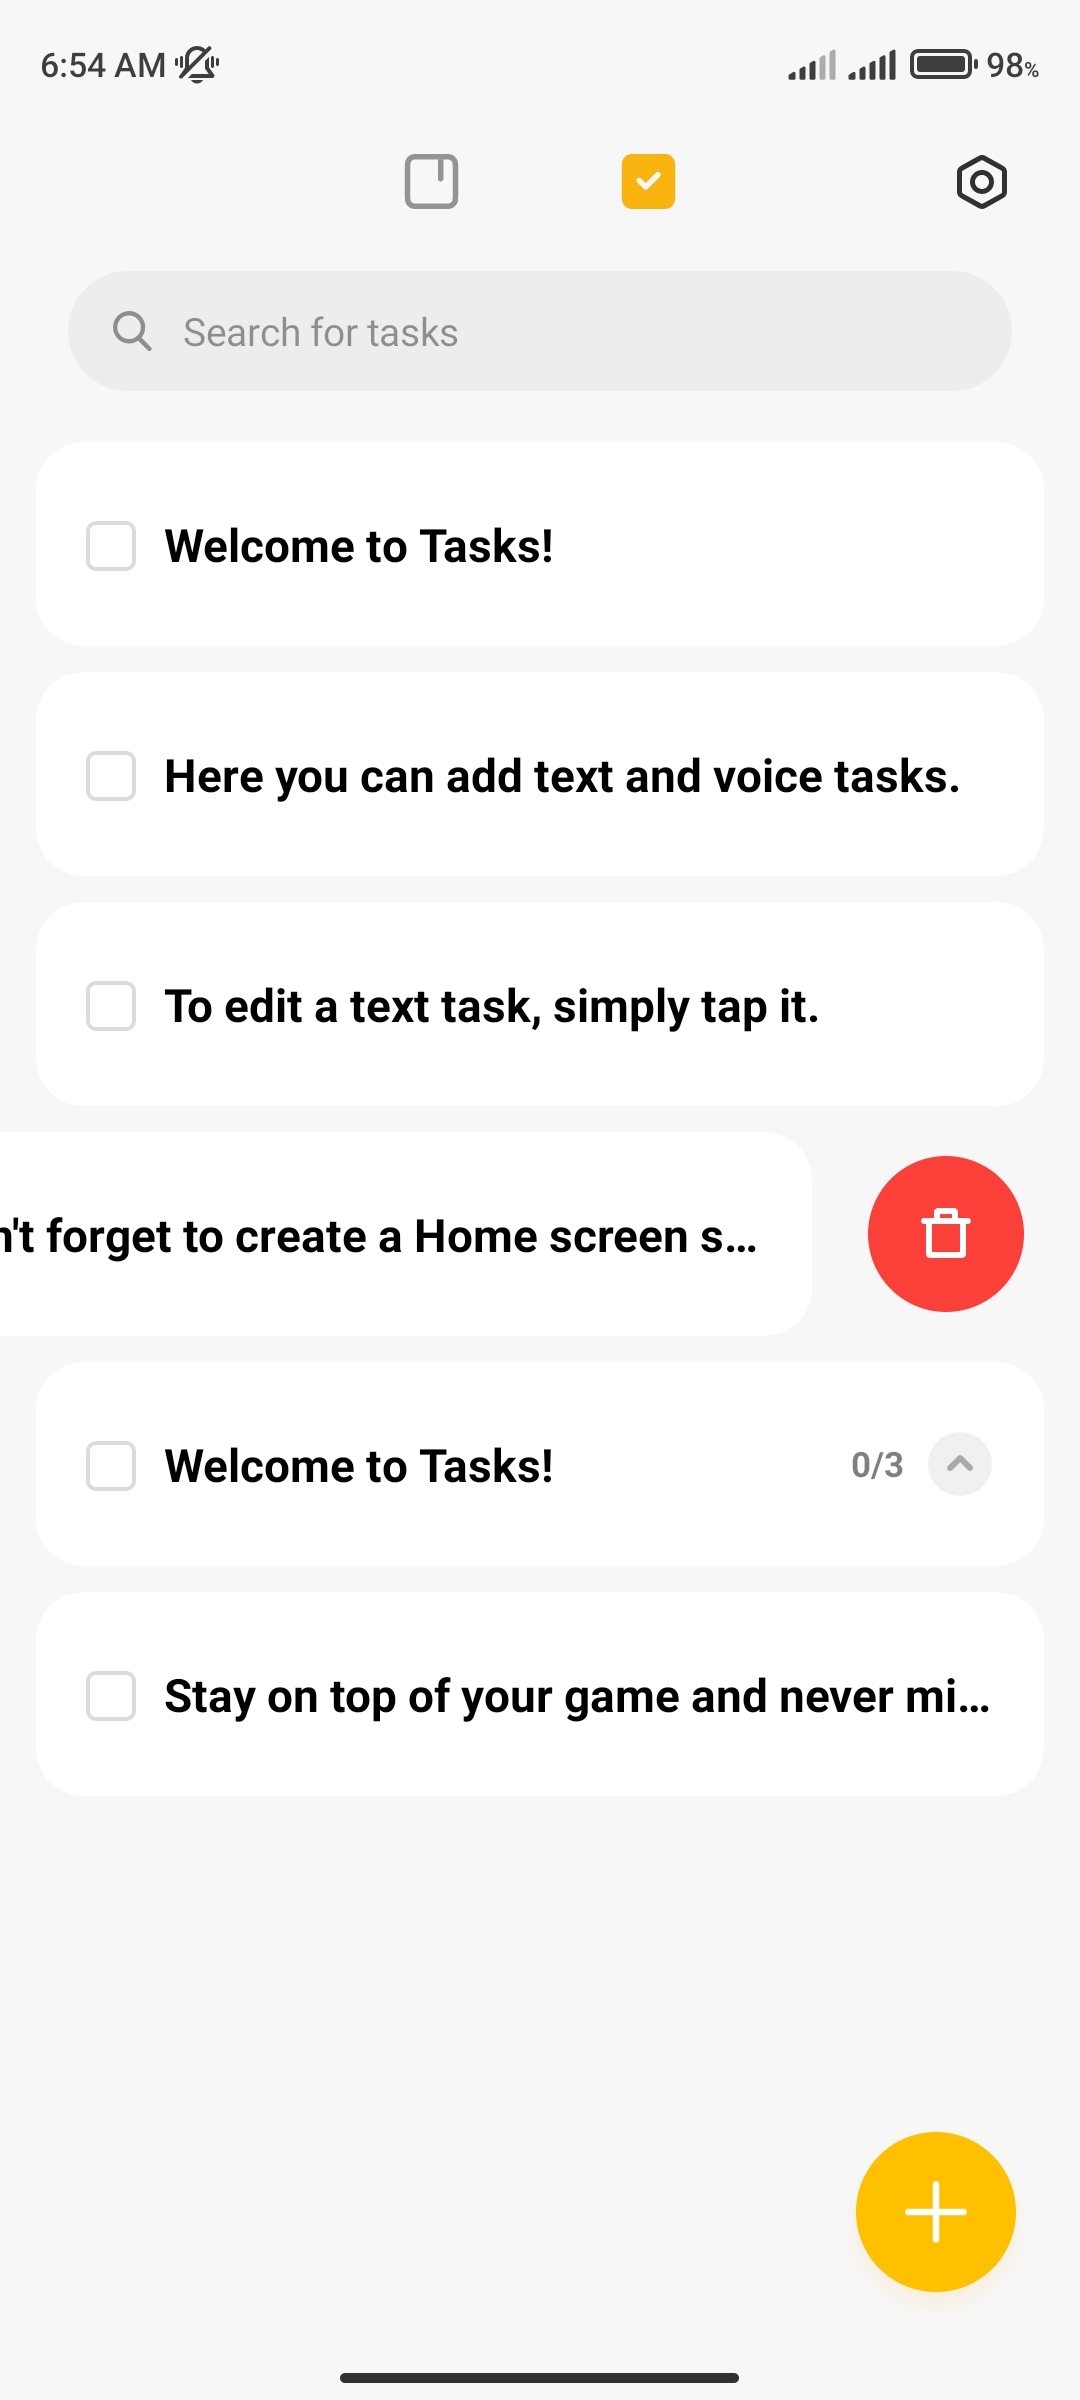 6:54 AM 98%
Search for tasks
Welcome to Tasks!
Here you can add text and voice tasks.
To edit a text task, simply tap it.
n't forget to create a Home screen s...
Welcome to Tasks! 0/3
Stay on top of your game and never mi...